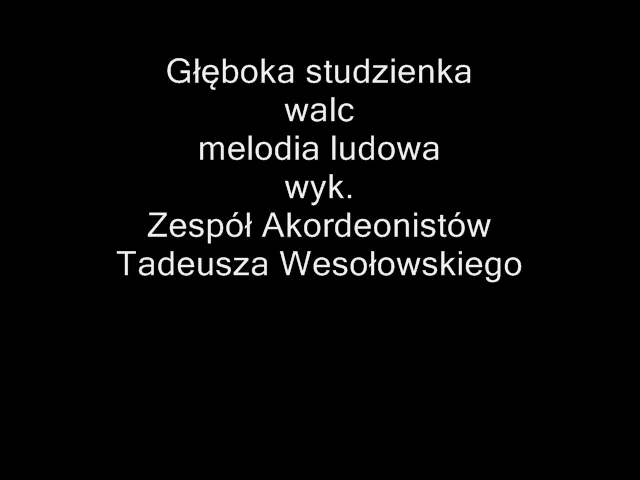 Głęboka studzienka
walc
melodia ludowa
wyk.
Zespół Akordeonistów
Tadeusza Wesołowskiego